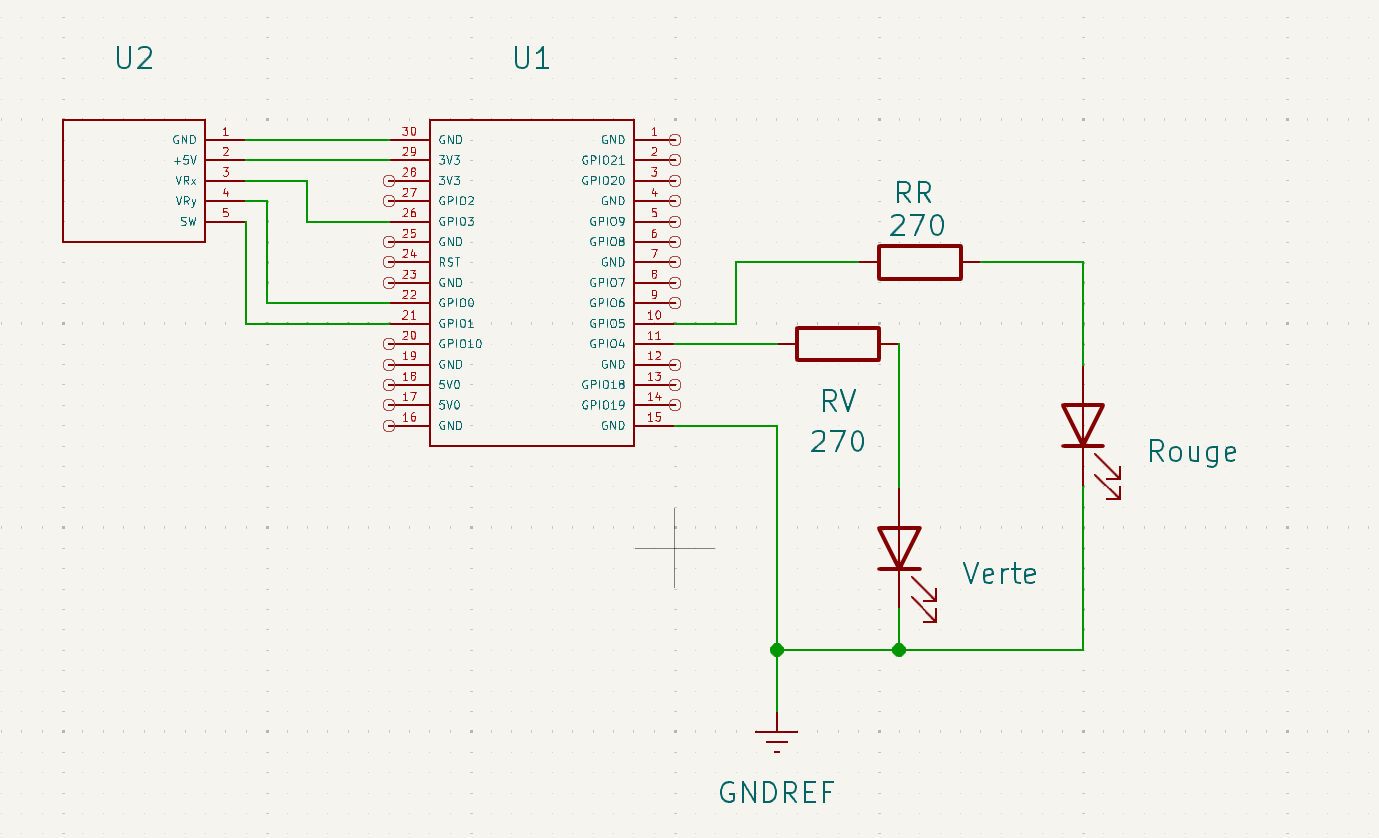 U2
U1
1
GND
2
+5V
3
VRx
4
VRy
5
SW
30
GND
29
3V3
28
3V3
27
GPIO2
26
GPIO3
25
GND
24
RST
23
GND
22
GPIO0
21
GPIO1
20
GPIO10
19
GND
18
5V0
17
5V0
16
GND
1
GND
2
GPIO21
3
GPIO20
4
GND
5
GPIO9
6
GPIO8
7
GND
8
GPIO7
9
GPIO6
10
GPIO5
11
GPIO4
12
GND
13
GPIO18
14
GPIO19
15
GND
RR
270
RV
270
Rouge
Verte
GNDREF